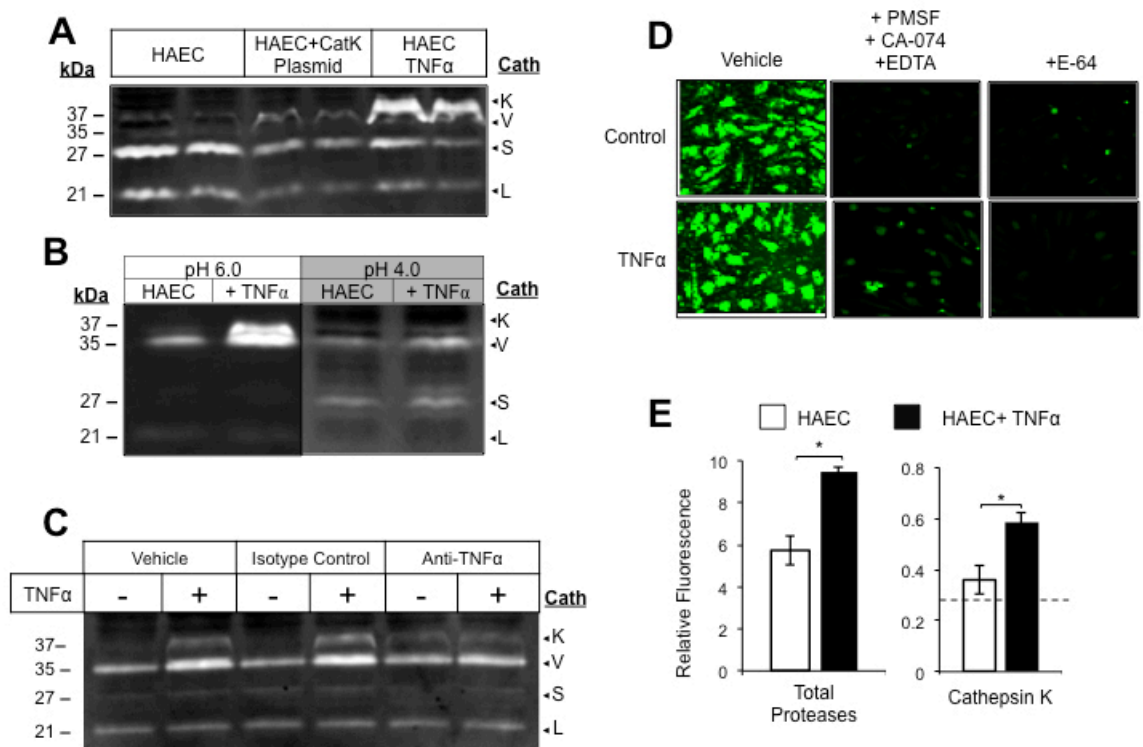 A
HAEC
HAEC+CatK Plasmid
HAEC TNFα
kDa
Cath
37 –
35 –
27 –
21 –
◂K
◂V
◂S
◂L
B
pH 6.0
pH 4.0
kDa
HAEC
+ TNFα
HAEC
+ TNFα
Cath
37 –
35 –
27 –
21 –
◂K
◂V
◂S
◂L
C
Vehicle
Isotype Control
Anti-TNFα
TNFα
-
+
-
+
-
+
Cath
37–
35 –
27 –
21 –
◂K
◂V
◂S
◂L
D
Vehicle
+ PMSF
+ CA-074
+EDTA
+E-64
Control
TNFα
E
HAEC
HAEC+ TNFα
Relative Fluorescence
10
8
6
4
2
0
*
Total
Proteases
0.8
0.6
0.4
0.2
0
*
Cathepsin K